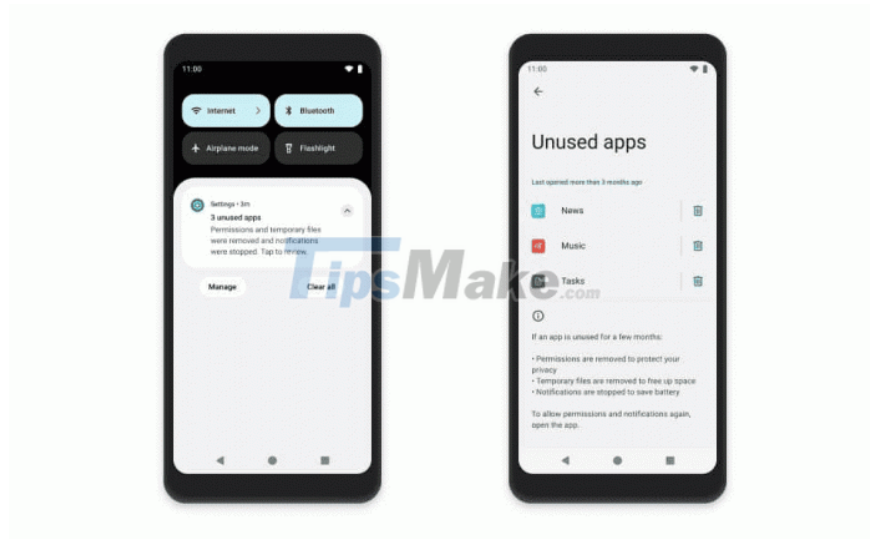 11:00
Internet
Bluetooth
Airplane mode
Flashlight
Settings • 3m
3 unused apps
Permissions and temporary files
were removed and notifications
were stopped. Tap to review.
Manage
Clear all
11:00
Unused apps
Last opened more than 3 months ago
News
Music
Tasks
If an app is unused for a few months:
• Permissions are removed to protect your
privacy
• Temporary files are removed to free up space
• Notifications are stopped to save battery
To allow permissions and notifications again,
open the app.
TipsMake.com